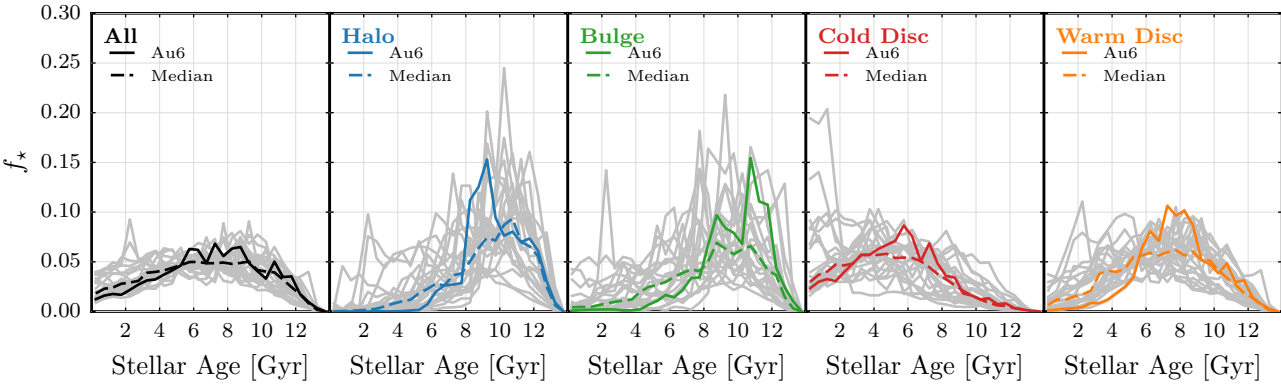 0.30
0.25
0.20
0.15
0.10
0.05
0.00
f⋆
All
Au6
Median
2 4 6 8 10 12
Stellar Age [Gyr]
Halo
Au6
Median
2 4 6 8 10 12
Stellar Age [Gyr]
Bulge
Au6
Median
2 4 6 8 10 12
Stellar Age [Gyr]
Cold Disc
Au6
Median
2 4 6 8 10 12
Stellar Age [Gyr]
Warm Disc
Au6
Median
2 4 6 8 10 12
Stellar Age [Gyr]